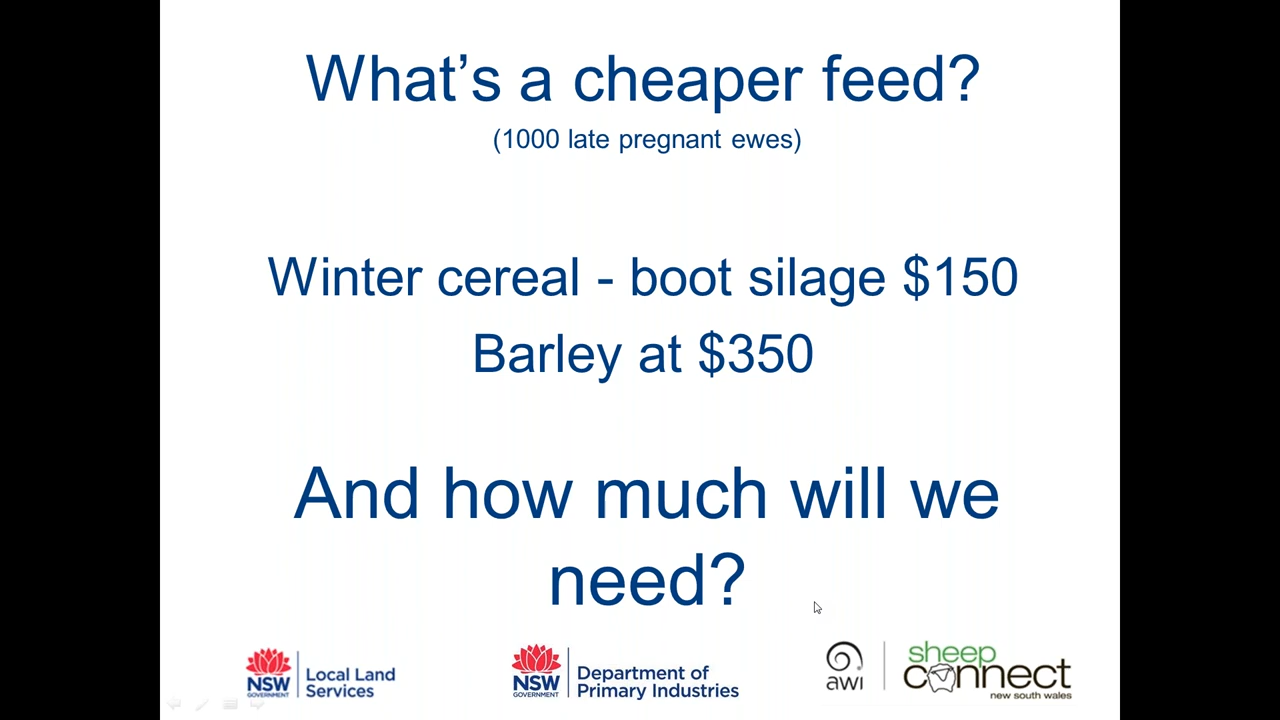 What’s a cheaper feed?
(1000 late pregnant ewes)
Winter cereal - boot silage $150
Barley at $350
And how much will we
need?
NSW
GOVERNMENT
Local Land
Services
NSW
GOVERNMENT
Department of
Primary Industries
awi
sheep
connect
new south wales